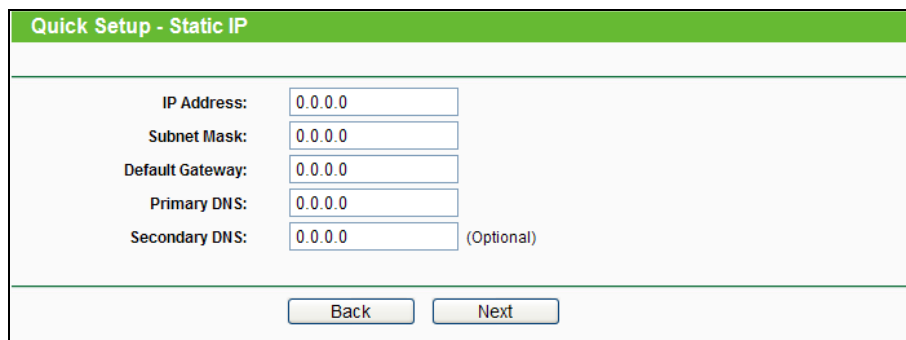 Quick Setup - Static IP
IP Address: 0.0.0.0
Subnet Mask: 0.0.0.0
Default Gateway: 0.0.0.0
Primary DNS: 0.0.0.0
Secondary DNS: 0.0.0.0 (Optional)
Back Next